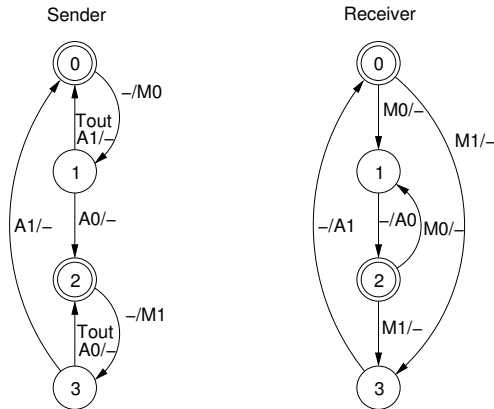 Sender
0
-/M0
Tout
A1/-
1
A1/-
A0/-
2
-/M1
Tout
A0/-
3
Receiver
0
M0/-
M1/-
1
-/A1
-/A0
M0/-
2
M1/-
3